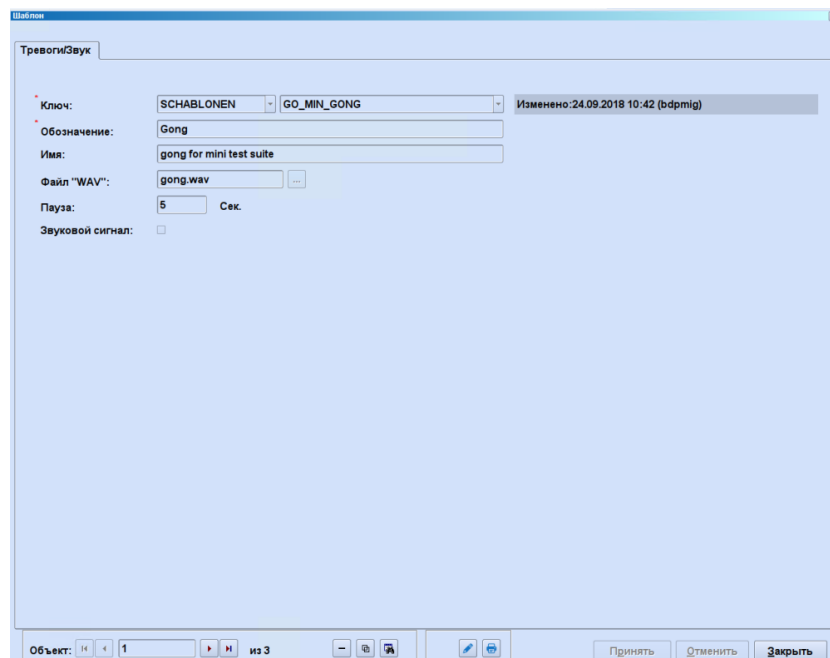 Шаблон
Тревоги/Звук
* Ключ: SCHABLONEN GO_MIN_GONG Изменено:24.09.2018 10:42 (bdpmig)
* Обозначение: Gong
Имя: gong for mini test suite
Файл "WAV": gong.wav ...
Пауза: 5 Сек.
Звуковой сигнал:
Объект: 1 из 3 Принять Отменить Закрыть